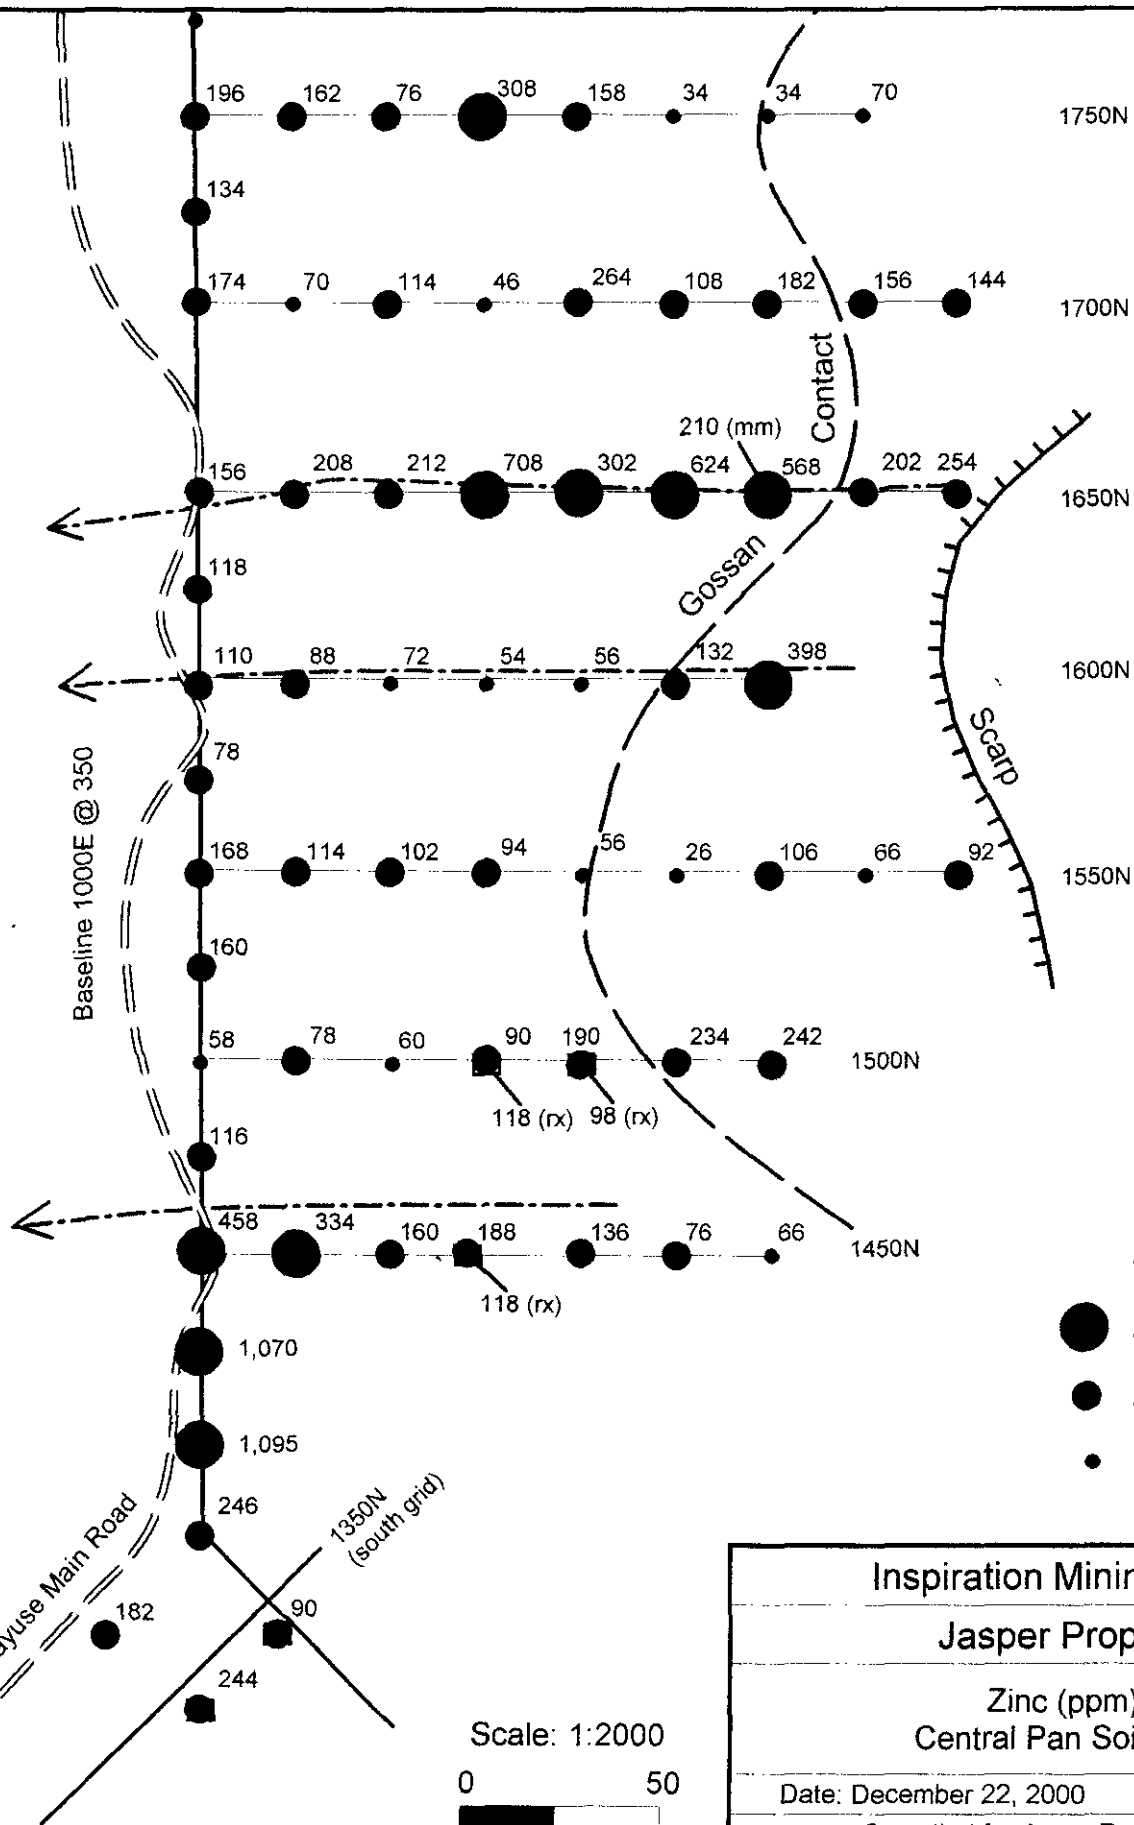 196 162 76 308 158 34 34 70 1750N
134
174 70 114 46 264 108 182 156 144 1700N
Contact
210 (mm)
156 208 212 708 302 624 568 202 254 1650N
Gossan
118
110 88 72 54 56 132 398 1600N
Scarp
78
Baseline 1000E @ 350
168 114 102 94 56 26 106 66 92 1550N
160
58 78 60 90 190 234 242 1500N
118 (rx) 98 (rx)
116
458 334 160 188 136 76 66 1450N
118 (rx)
1,070
1,095
246
1350N
(south grid)
Main Road
182 90
244
Scale: 1:2000
0 50
Inspiration
Jasper
Zinc (ppm)
Central Pan
Date: December 22, 2000